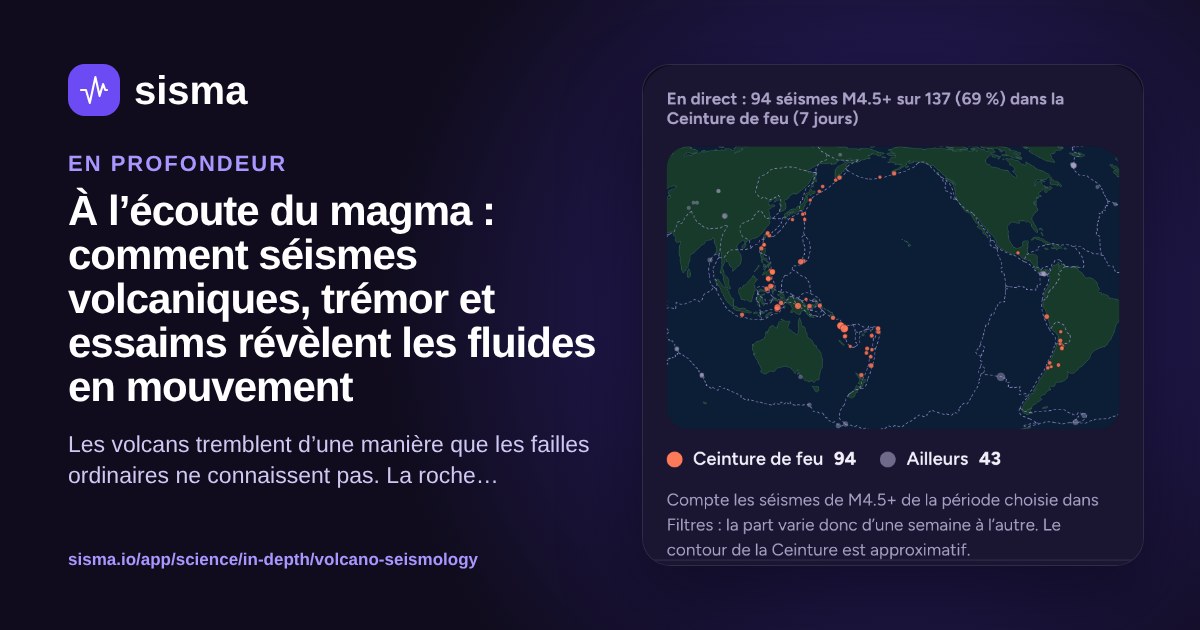 sisma
EN PROFONDEUR
À l’écoute du magma :
comment séismes
volcaniques, trémor et
essaims révèlent les fluides
en mouvement
Les volcans tremblent d’une manière que les failles
ordinaires ne connaissent pas. La roche…
sisma.io/app/science/in-depth/volcano-seismology
En direct : 94 séismes M4.5+ sur 137 (69 %) dans la
Ceinture de feu (7 jours)
Ceinture de feu 94 Ailleurs 43
Compte les séismes de M4.5+ de la période choisie dans
Filtres : la part varie donc d’une semaine à l’autre. Le
contour de la Ceinture est approximatif.